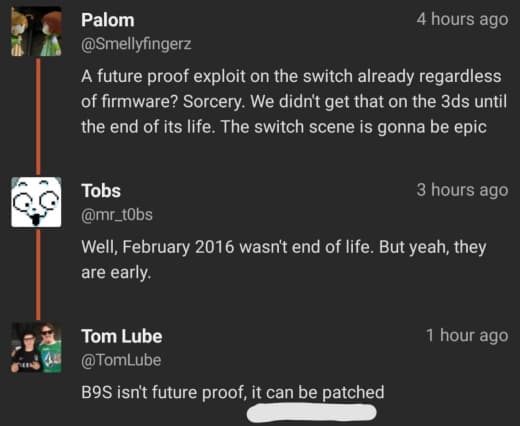 Palom
4 hours ago
@Smellyfingerz
A future proof exploit on the switch already regardless
of firmware? Sorcery. We didn't get that on the 3ds until
the end of its life. The switch scene is gonna be epic
Tobs
3 hours ago
@mr_t0bs
Well, February 2016 wasn't end of life. But yeah, they
are early.
Tom Lube
1 hour ago
@TomLube
B9S isn't future proof, it can be patched